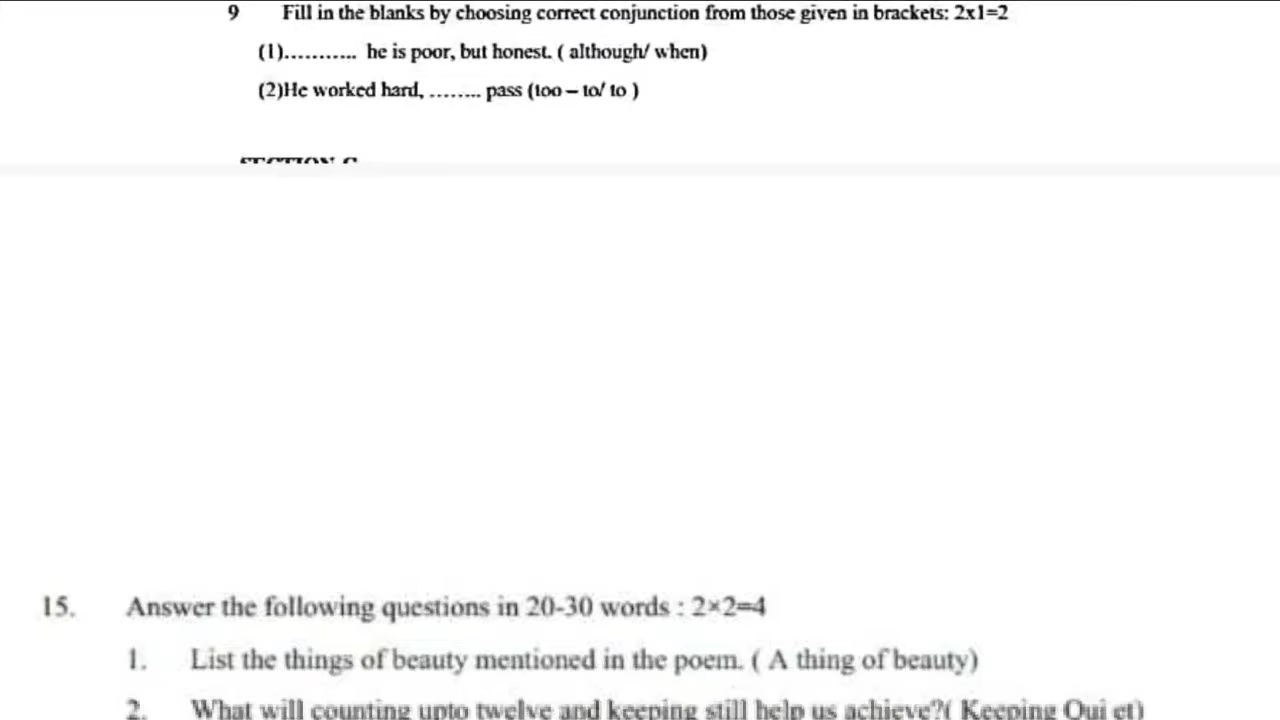 9 Fill in the blanks by choosing correct conjunction from those given in brackets: 2x1=2
(1)........... he is poor, but honest. ( although/ when)
(2)He worked hard, ........ pass (too – to/ to )
SECTION C
15. Answer the following questions in 20-30 words : 2×2=4
1. List the things of beauty mentioned in the poem. ( A thing of beauty)
2. What will counting upto twelve and keeping still help us achieve?( Keeping Qui et)